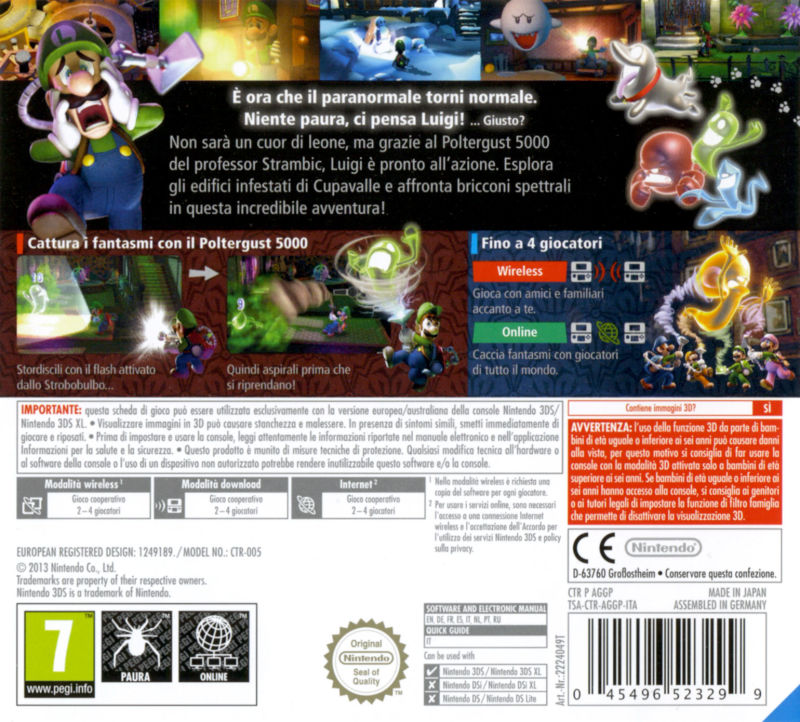 È ora che il paranormale torni normale.
Niente paura, ci pensa Luigi! ... Giusto?
Non sarà un cuor di leone, ma grazie al Poltergust 5000
del professor Strambic, Luigi è pronto all'azione. Esplora
gli edifici infestati di Cupavalle e affronta bricconi spettrali
in questa incredibile avventura!
Cattura i fantasmi con il Poltergust 5000
Stordiscili con il flash attivato
dallo Strobobulbo...
Quindi aspirali prima che
si riprendano!
Fino a 4 giocatori
Wireless
Gioca con amici e familiari
accanto a te.
Online
Caccia fantasmi con giocatori
di tutto il mondo.
IMPORTANTE: questa scheda di gioco può essere utilizzata esclusivamente con la versione europea/australiana della console Nintendo 3DS/
Nintendo 3DS XL. • Visualizzare immagini in 3D può causare stanchezza e malessere. In presenza di sintomi simili, smetti immediatamente di
giocare e riposati. • Prima di impostare e usare la console, leggi attentamente le informazioni riportate nel manuale elettronico e nell'applicazione
Informazioni per la salute e la sicurezza. • Questo prodotto è munito di misure tecniche di protezione. Qualsiasi modifica tecnica all'hardware o
al software della console o l'uso di un dispositivo non autorizzato potrebbe rendere inutilizzabile questo software e/o la console.
Modalità wireless ¹
Gioco cooperativo
2–4 giocatori
Modalità download
Gioco cooperativo
2–4 giocatori
Internet ²
Gioco cooperativo
2–4 giocatori
¹ Nella modalità wireless è richiesta una
copia del software per ogni giocatore.
² Per usare i servizi online, sono necessari
l'accesso a una connessione Internet
wireless e l'accettazione dell'Accordo per
l'utilizzo dei servizi Nintendo 3DS e policy
sulla privacy.
Contiene immagini 3D?
SÌ
AVVERTENZA: l'uso della funzione 3D da parte di bam-
bini di età uguale o inferiore ai sei anni può causare danni
alla vista, per questo motivo si consiglia di far usare la
console con la modalità 3D attivata solo a bambini di età
superiore ai sei anni. Se bambini di età uguale o inferiore ai
sei anni hanno accesso alla console, si consiglia ai genitori
o ai tutori legali di impostare la funzione di filtro famiglia
che permette di disattivare la visualizzazione 3D.
EUROPEAN REGISTERED DESIGN: 1249189. / MODEL NO.: CTR-005
© 2013 Nintendo Co., Ltd.
Trademarks are property of their respective owners.
Nintendo 3DS is a trademark of Nintendo.
CE
Nintendo®
D-63760 Großostheim • Conservare questa confezione.
CTR P AGGP
MADE IN JAPAN
TSA-CTR-AGGP-ITA
ASSEMBLED IN GERMANY
7
www.pegi.info
PAURA
ONLINE
Original
Nintendo®
Seal of
Quality
TM
SOFTWARE AND ELECTRONIC MANUAL
EN, DE, FR, ES, IT, NL, PT, RU
QUICK GUIDE
IT
Can be used with
Nintendo 3DS / Nintendo 3DS XL
Nintendo DSi / Nintendo DSi XL
Nintendo DS / Nintendo DS Lite
Art.-Nr.: 2224049T
0 45496 52329 9